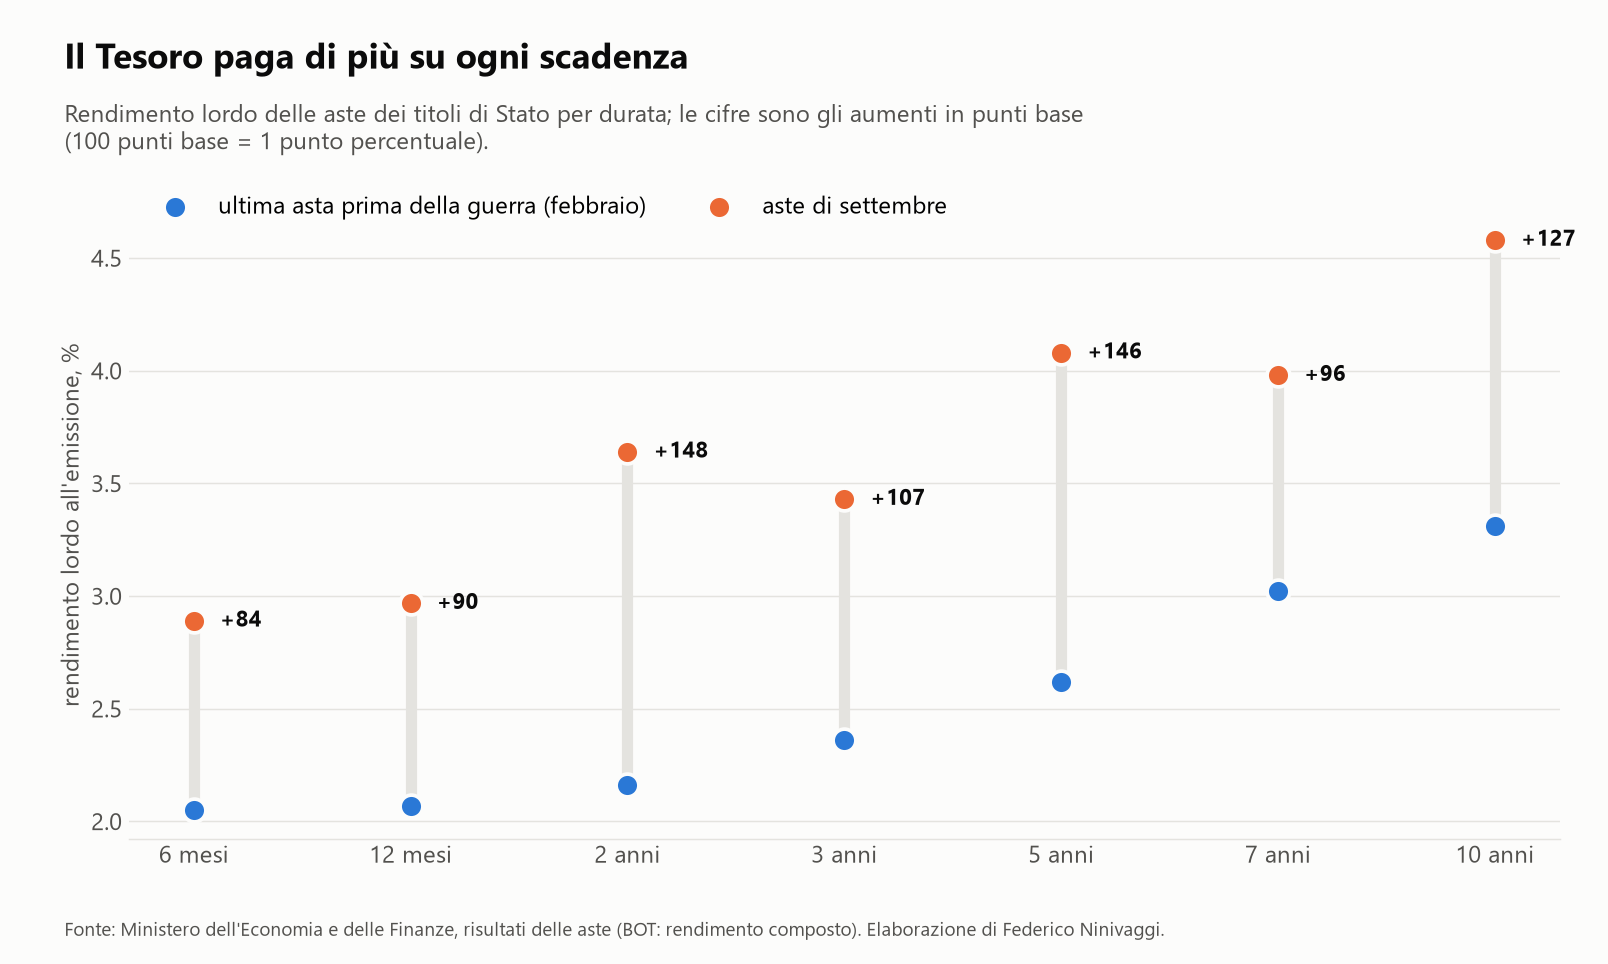 Il Tesoro paga di più su ogni scadenza
Rendimento lordo delle aste dei titoli di Stato per durata; le cifre sono gli aumenti in punti base
(100 punti base = 1 punto percentuale).
ultima asta prima della guerra (febbraio)
aste di settembre
rendimento lordo all'emissione, %
4.5
4.0
3.5
3.0
2.5
2.0
+84
+90
+148
+107
+146
+96
+127
6 mesi
12 mesi
2 anni
3 anni
5 anni
7 anni
10 anni
Fonte: Ministero dell'Economia e delle Finanze, risultati delle aste (BOT: rendimento composto). Elaborazione di Federico Ninivaggi.